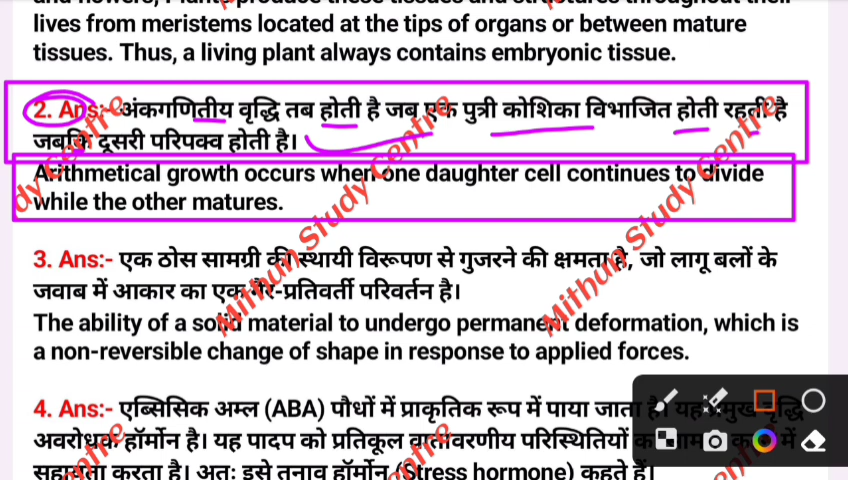 lives from meristems located at the tips of organs or between mature
tissues. Thus, a living plant always contains embryonic tissue.
2. Ans:- अंकगणितीय वृद्धि तब होती है जब एक पुत्री कोशिका विभाजित होती रहती है
जबकि दूसरी परिपक्व होती है।
Arithmetical growth occurs when one daughter cell continues to divide
while the other matures.
3. Ans:- एक ठोस सामग्री की स्थायी विरूपण से गुजरने की क्षमता है, जो लागू बलों के
जवाब में आकार का एक गैर-प्रतिवर्ती परिवर्तन है।
The ability of a solid material to undergo permanent deformation, which is
a non-reversible change of shape in response to applied forces.
4. Ans:- एब्सिसिक अम्ल (ABA) पौधों में प्राकृतिक रूप में पाया जाता है। यह प्रमुख वृद्धि
अवरोधक हॉर्मोन है। यह पादप को प्रतिकूल वातावरणीय परिस्थितियों का में
सहायता करता है। अतः इसे तनाव हॉर्मोन (Stress hormone) कहते हैं।
Mithun Study Centre
Mithun Study Centre